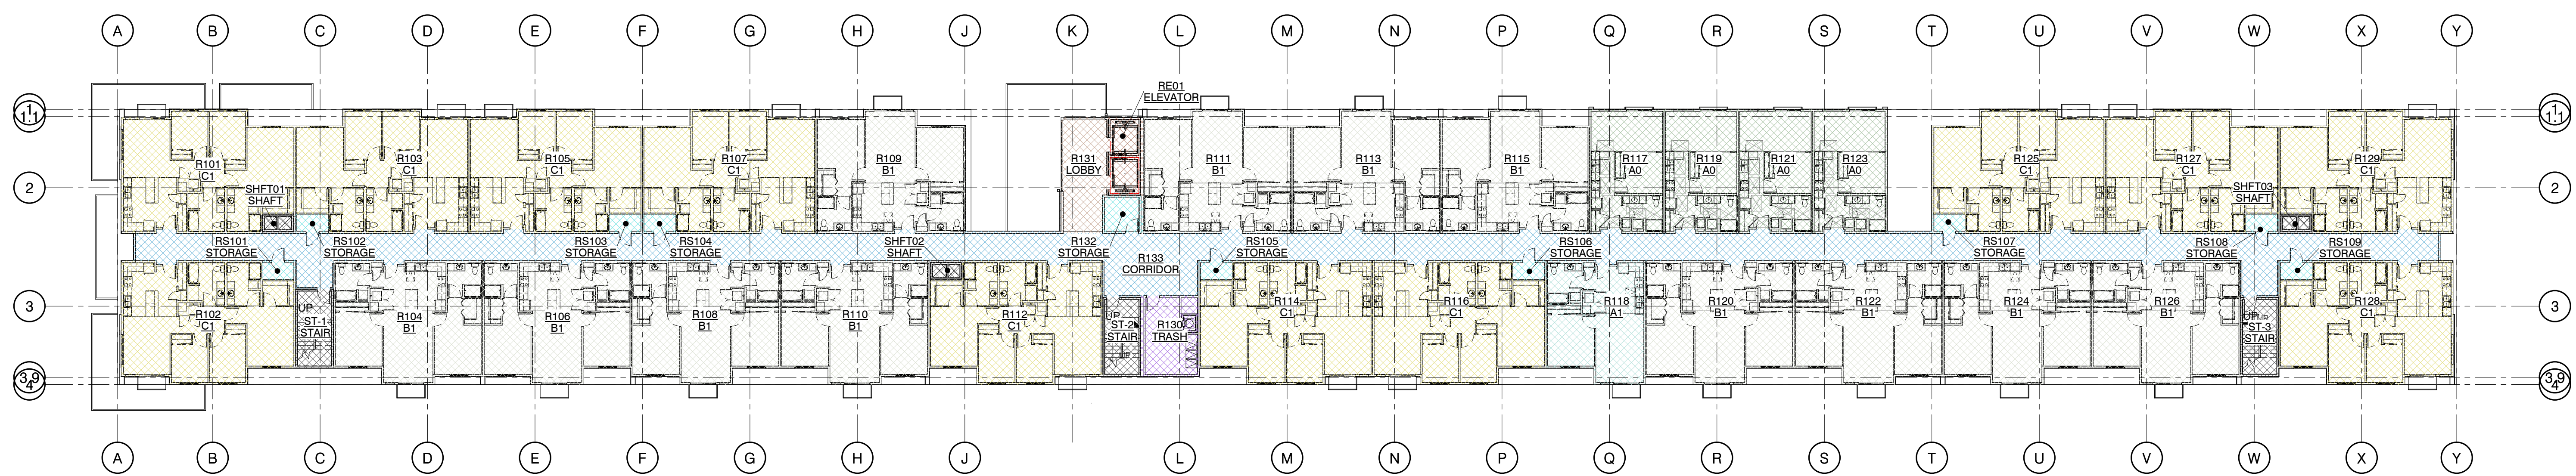 A B C D E F G H J K L M N P Q R S T U V W X Y
RE01
ELEVATOR
1 1
1.1 1.1
R101
C1
R103
C1
R105
C1
R107
C1
R109
B1
R131
LOBBY
R111
B1
R113
B1
R115
B1
R117
A0
R119
A0
R121
A0
R123
A0
R125
C1
R127
C1
R129
C1
2 2
SHFT01
SHAFT
SHFT03
SHAFT
RS101
STORAGE
RS102
STORAGE
RS103
STORAGE
RS104
STORAGE
SHFT02
SHAFT
R132
STORAGE
R133
CORRIDOR
RS105
STORAGE
RS106
STORAGE
RS107
STORAGE
RS108
STORAGE
RS109
STORAGE
3 3
R102
C1
UP
ST-1
STAIR
R104
B1
R106
B1
R108
B1
R110
B1
R112
C1
UP
ST-2
STAIR
UP
R130
TRASH
R114
C1
R116
C1
R118
A1
R120
B1
R122
B1
R124
B1
R126
B1
UP
ST-3
STAIR
R128
C1
3.9 3.9
4 4
A B C D E F G H J K L M N P Q R S T U V W X Y